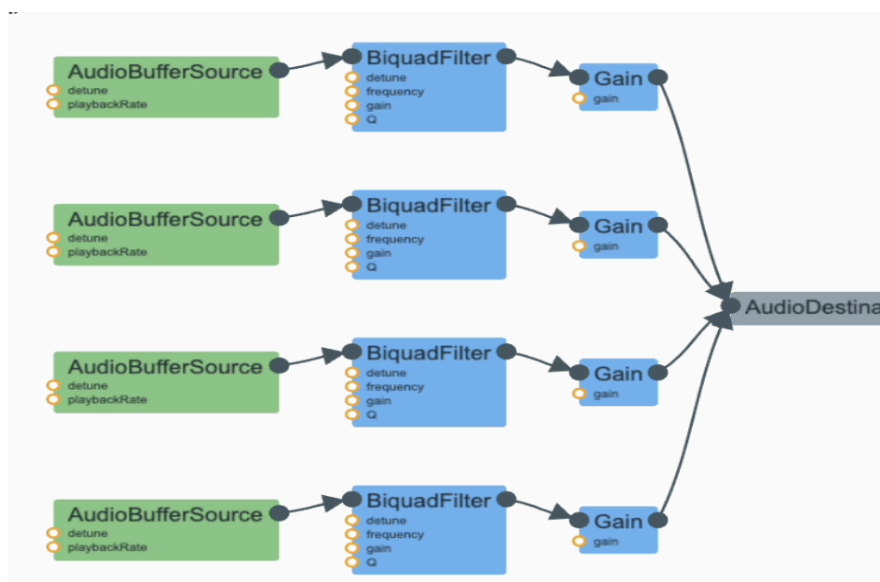 AudioBufferSource
detune
playbackRate
BiquadFilter
detune
frequency
gain
Q
Gain
gain
AudioBufferSource
detune
playbackRate
BiquadFilter
detune
frequency
gain
Q
Gain
gain
AudioDestina
AudioBufferSource
detune
playbackRate
BiquadFilter
detune
frequency
gain
Q
Gain
gain
AudioBufferSource
detune
playbackRate
BiquadFilter
detune
frequency
gain
Q
Gain
gain